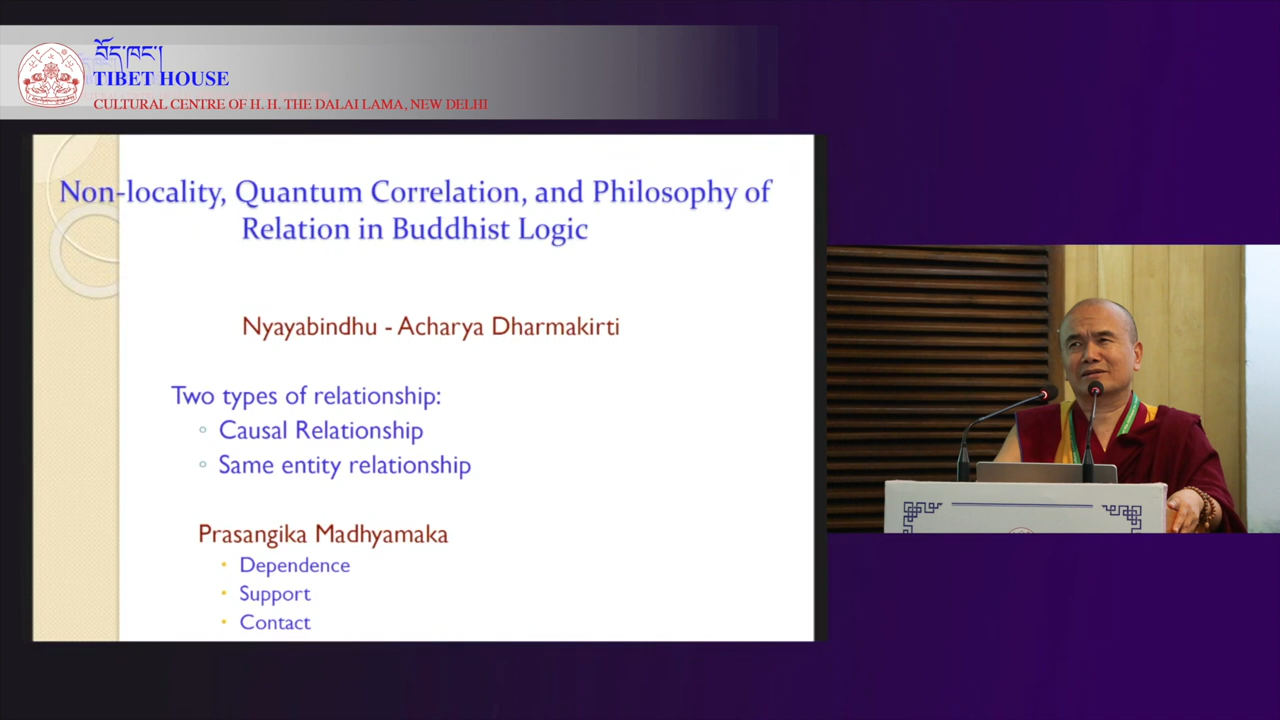 བོད་ཁང་།
TIBET HOUSE
CULTURAL CENTRE OF H. H. THE DALAI LAMA, NEW DELHI
Non-locality, Quantum Correlation, and Philosophy of
Relation in Buddhist Logic
Nyayabindhu - Acharya Dharmakirti
Two types of relationship:
Causal Relationship
Same entity relationship
Prasangika Madhyamaka
Dependence
Support
Contact